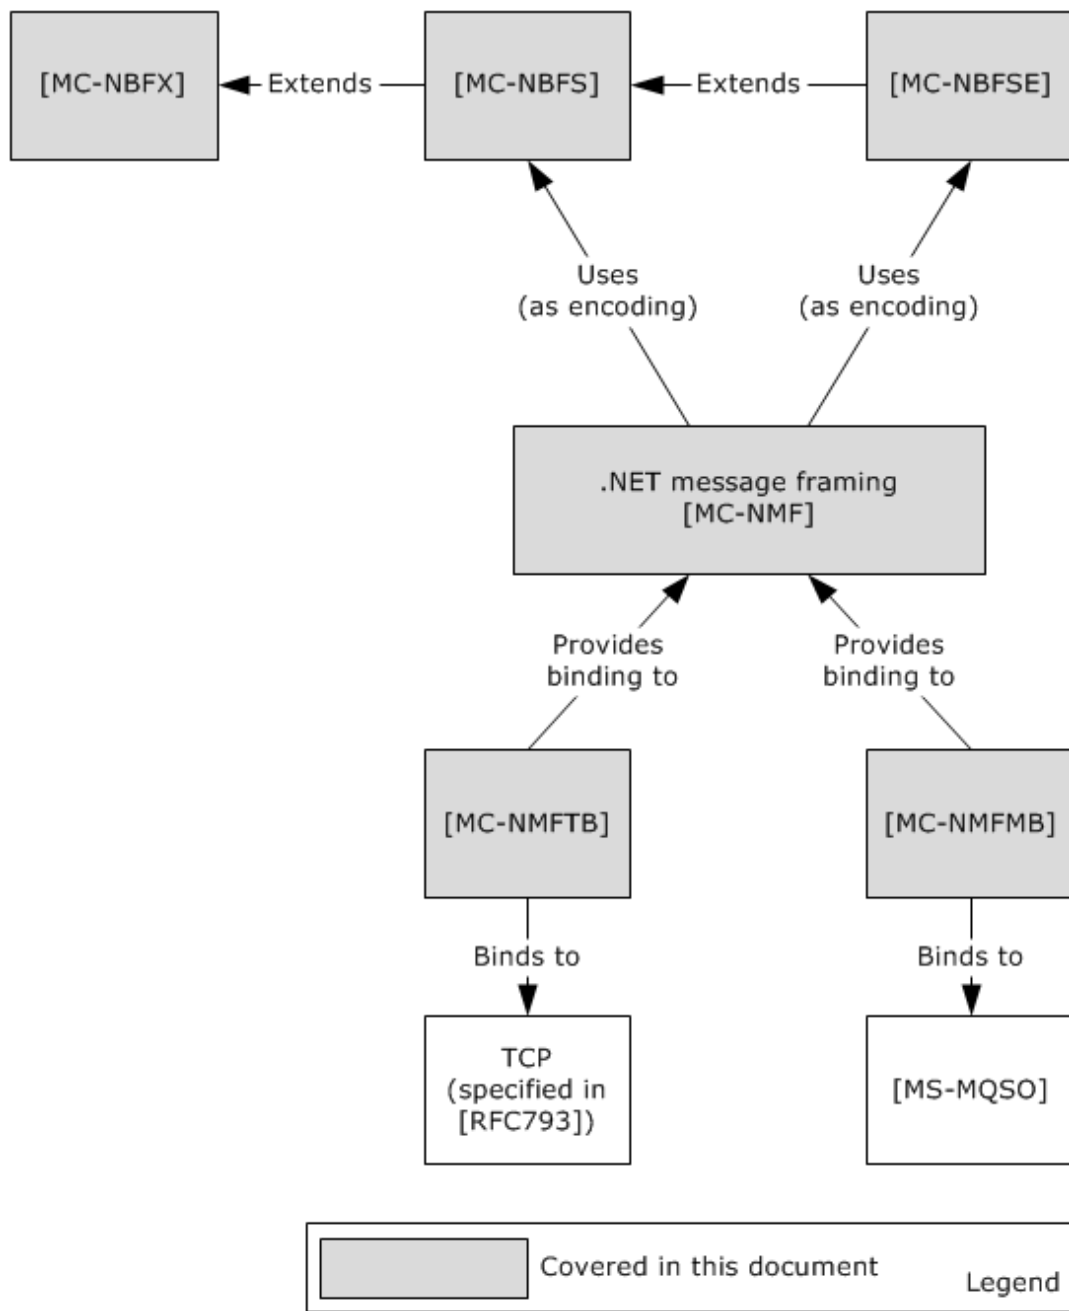 [MC-NBFX]
Extends
[MC-NBFS]
Extends
[MC-NBFSE]
Uses
(as encoding)
Uses
(as encoding)
.NET message framing
[MC-NMF]
Provides
binding to
Provides
binding to
[MC-NMFTB]
[MC-NMFMB]
Binds to
Binds to
TCP
(specified in
[RFC793])
[MS-MQSO]
Covered in this document
Legend